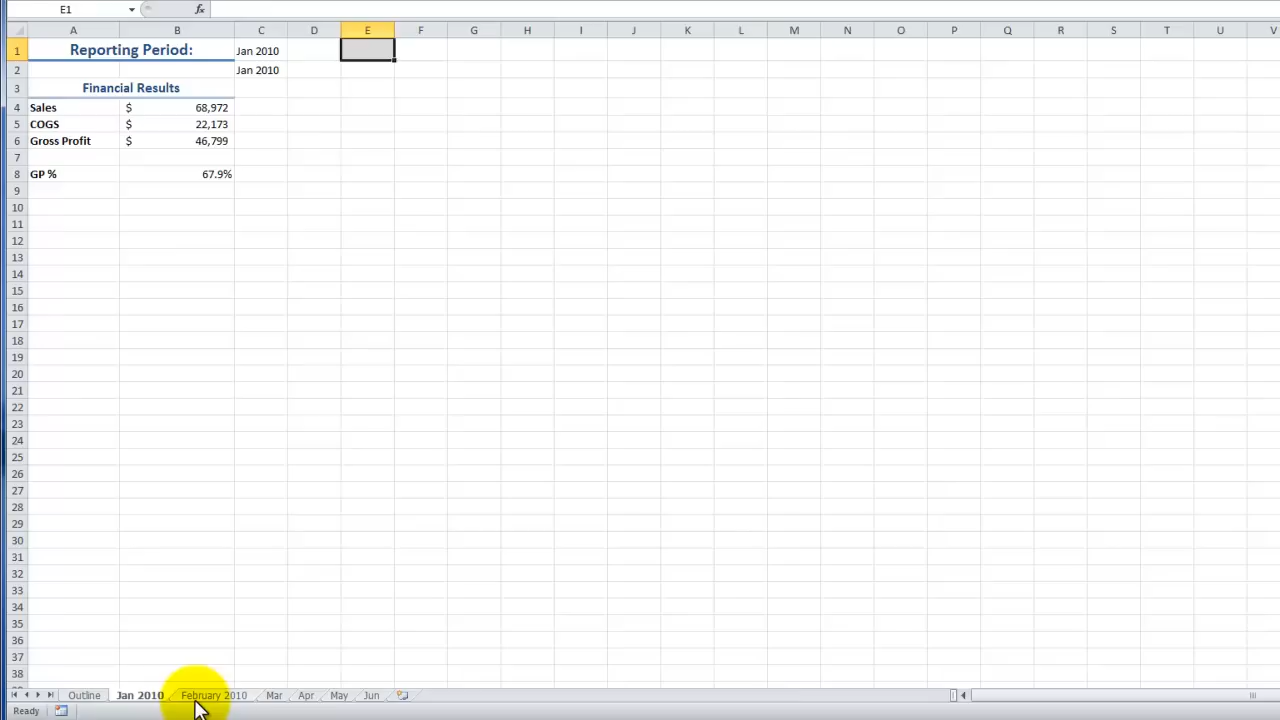 E1 fx
A B C D E F G H I J K L M N O P Q R S T U V
1 Reporting Period: Jan 2010
2 Jan 2010
3 Financial Results
4 Sales $ 68,972
5 COGS $ 22,173
6 Gross Profit $ 46,799
7
8 GP % 67.9%
9
10
11
12
13
14
15
16
17
18
19
20
21
22
23
24
25
26
27
28
29
30
31
32
33
34
35
36
37
38
Outline Jan 2010 February 2010 Mar Apr May Jun
Ready